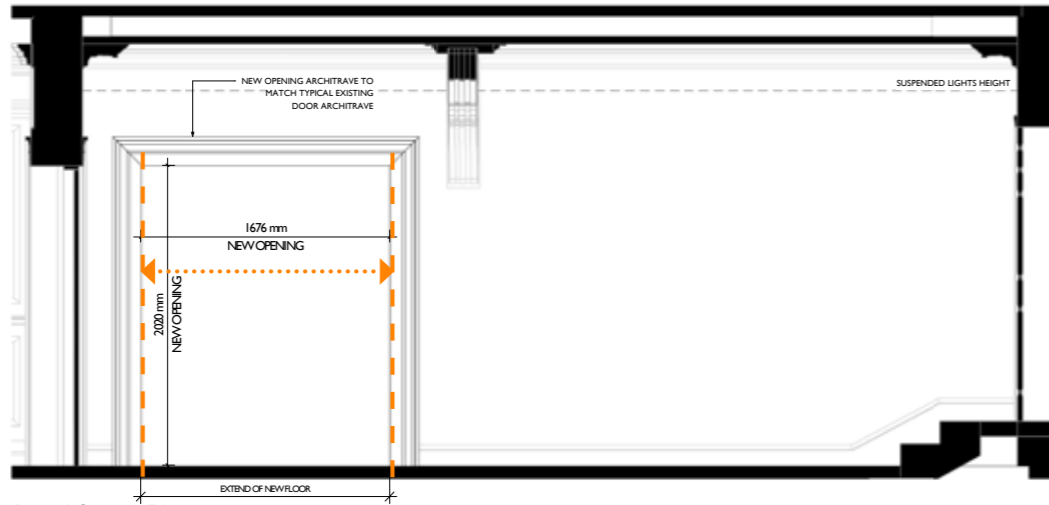 NEW OPENING ARCHITRAVE TO
MATCH TYPICAL EXISTING
DOOR ARCHITRAVE
SUSPENDED LIGHTS HEIGHT
1676 mm
NEW OPENING
2020 mm
NEW OPENING
EXTEND OF NEW FLOOR